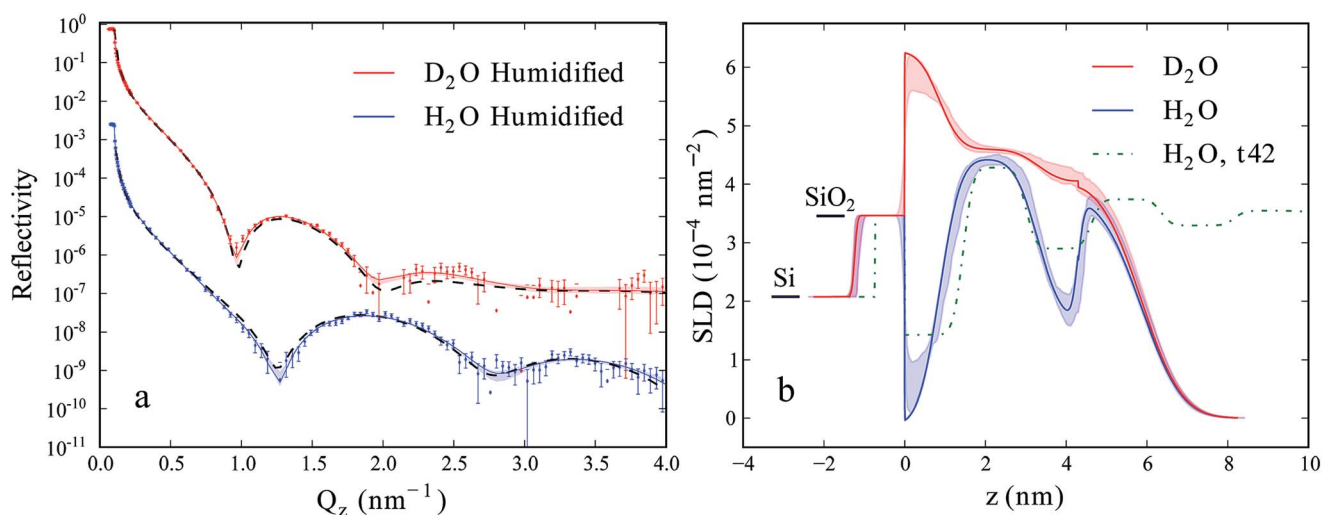 10⁰
10⁻¹
10⁻²
10⁻³
10⁻⁴
10⁻⁵
10⁻⁶
10⁻⁷
10⁻⁸
10⁻⁹
10⁻¹⁰
10⁻¹¹
Reflectivity
D₂O Humidified
H₂O Humidified
a
0.0 0.5 1.0 1.5 2.0 2.5 3.0 3.5 4.0
Q_z (nm⁻¹)
6
5
4
3
2
1
0
SLD (10⁻⁴ nm⁻²)
D₂O
H₂O
H₂O, t42
SiO₂
Si
b
−4 −2 0 2 4 6 8 10
z (nm)